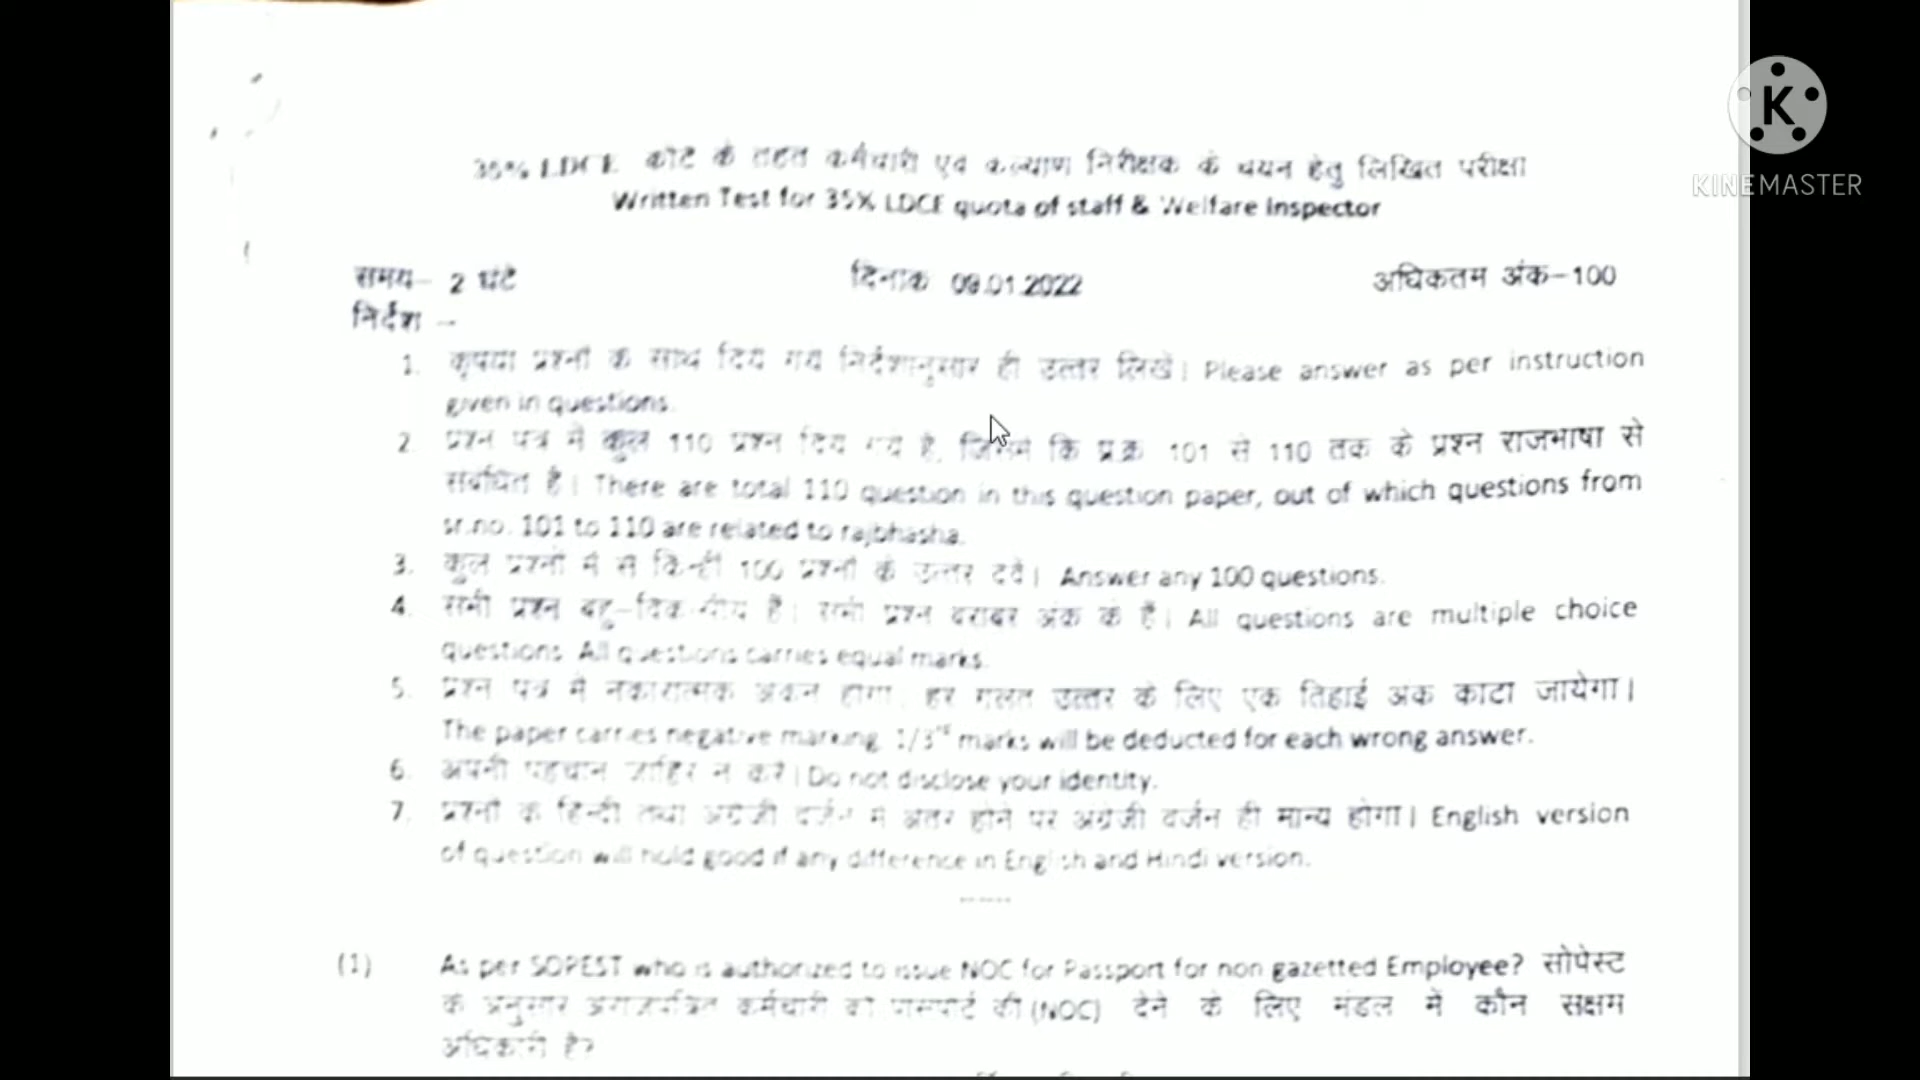 35% LDCE कोटे के तहत कर्मचारी एवं कल्याण निरीक्षक के चयन हेतु लिखित परीक्षा
Written Test for 35% LDCE quota of staff & Welfare Inspector
K
KINEMASTER
समय– 2 घंटे दिनांक 09.01.2022 अधिकतम अंक–100
निर्देश –
1. कृपया प्रश्नों के साथ दिये गये निर्देशानुसार ही उत्तर लिखें। Please answer as per instruction
given in questions.
2. प्रश्न पत्र में कुल 110 प्रश्न दिये गये है, जिसमें कि प्र.क्र. 101 से 110 तक के प्रश्न राजभाषा से
संबंधित है। There are total 110 question in this question paper, out of which questions from
sr.no. 101 to 110 are related to rajbhasha.
3. कुल प्रश्नों में से किन्हीं 100 प्रश्नों के उत्तर देवें। Answer any 100 questions.
4. सभी प्रश्न बहु–विकल्पीय हैं। सभी प्रश्न बराबर अंक के हैं। All questions are multiple choice
questions. All questions carries equal marks.
5. प्रश्न पत्र में नकारात्मक अंकन होगा, हर गलत उत्तर के लिए एक तिहाई अंक काटा जायेगा।
The paper carries negative marking, 1/3rd marks will be deducted for each wrong answer.
6. अपनी पहचान जाहिर न करें। Do not disclose your identity.
7. प्रश्नों के हिन्दी तथा अंग्रेजी वर्जन में अंतर होने पर अंग्रेजी वर्जन ही मान्य होगा। English version
of question will hold good if any difference in English and Hindi version.
-----
(1) As per SOPEST who is authorized to issue NOC for Passport for non gazetted Employee? सोपेस्ट
के अनुसार अराजपत्रित कर्मचारी को पासपोर्ट की (NOC) देने के लिए मंडल में कौन सक्षम
अधिकारी है?